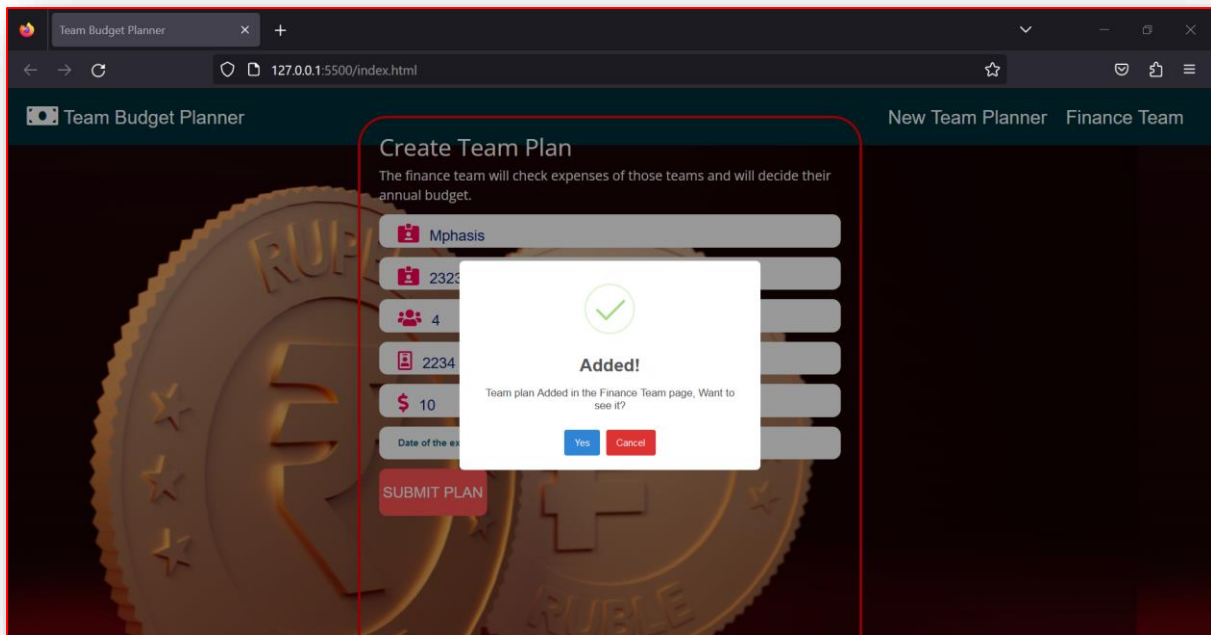 Team Budget Planner
127.0.0.1:5500/index.html
Team Budget Planner
New Team Planner Finance Team
Create Team Plan
The finance team will check expenses of those teams and will decide their
annual budget.
Mphasis
2323
4
2234
$ 10
Date of the ex
Added!
Team plan Added in the Finance Team page, Want to
see it?
Yes Cancel
SUBMIT PLAN
RUPE
RUBLE